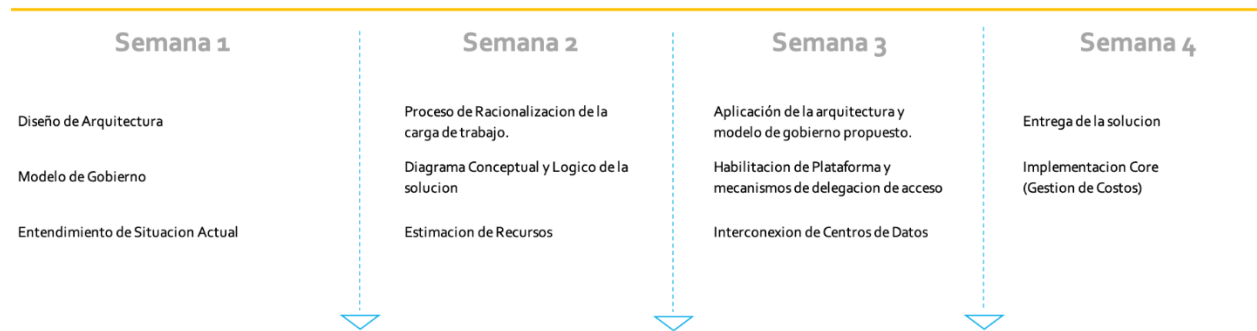 Semana 1
Diseño de Arquitectura
Modelo de Gobierno
Entendimiento de Situacion Actual
Semana 2
Proceso de Racionalizacion de la
carga de trabajo.
Diagrama Conceptual y Logico de la
solucion
Estimacion de Recursos
Semana 3
Aplicación de la arquitectura y
modelo de gobierno propuesto.
Habilitacion de Plataforma y
mecanismos de delegacion de acceso
Interconexion de Centros de Datos
Semana 4
Entrega de la solucion
Implementacion Core
(Gestion de Costos)